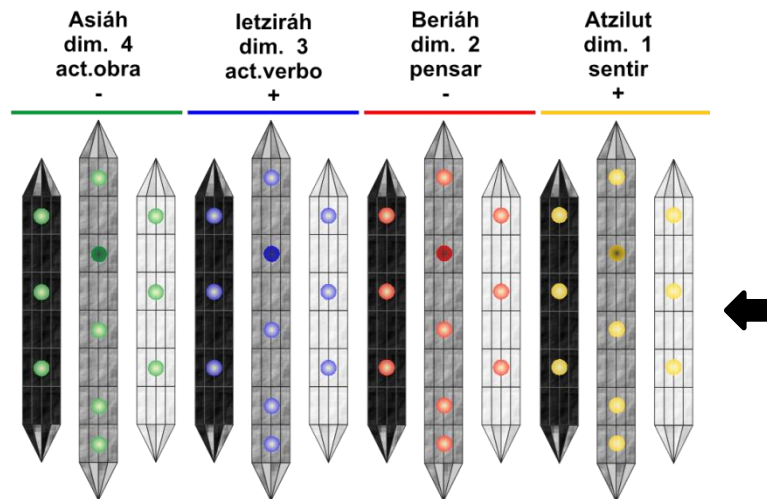 Asiáh
dim. 4
act.obra
-
Ietziráh
dim. 3
act.verbo
+
Beriáh
dim. 2
pensar
-
Atzilut
dim. 1
sentir
+